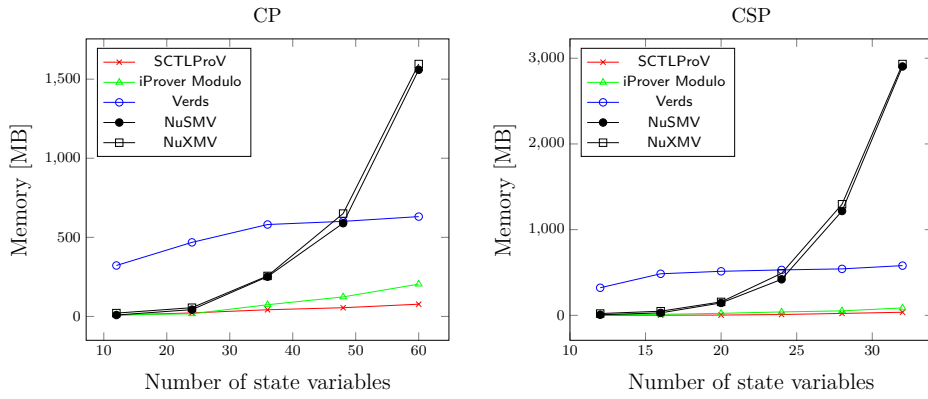 CP
1,500
1,000
500
0
10
20
30
40
50
60
Memory [MB]
Number of state variables
SCTLProV
iProver Modulo
Verds
NuSMV
NuXMV
CSP
3,000
2,000
1,000
0
10
15
20
25
30
Memory [MB]
Number of state variables
SCTLProV
iProver Modulo
Verds
NuSMV
NuXMV